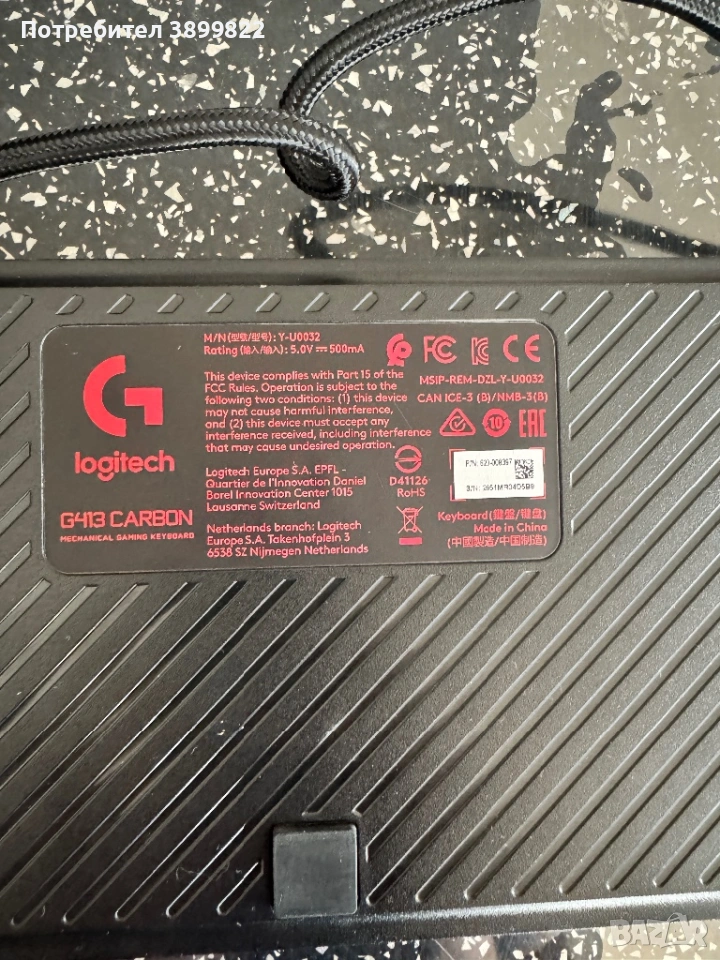 Потребител 3899822
M/N(型號/型号): Y-U0032
Rating (輸入/输入): 5.0V ⎓ 500mA
This device complies with Part 15 of the
FCC Rules. Operation is subject to the
following two conditions: (1) this device
may not cause harmful interference,
and (2) this device must accept any
interference received, including interference
that may cause undesired operation.
Logitech Europe S.A. EPFL -
Quartier de l'Innovation Daniel
Borel Innovation Center 1015
Lausanne Switzerland
Netherlands branch: Logitech
Europe S.A. Takenhofplein 3
6538 SZ Nijmegen Netherlands
G
logitech
G413 CARBON
MECHANICAL GAMING KEYBOARD
FC CE
MSIP-REM-DZL-Y-U0032
CAN ICE-3 (B)/NMB-3(B)
10 EAC
D41126
RoHS
P/N:
S/N:
Keyboard(鍵盤/键盘)
Made in China
(中國製造/中国制造)
BAZAR